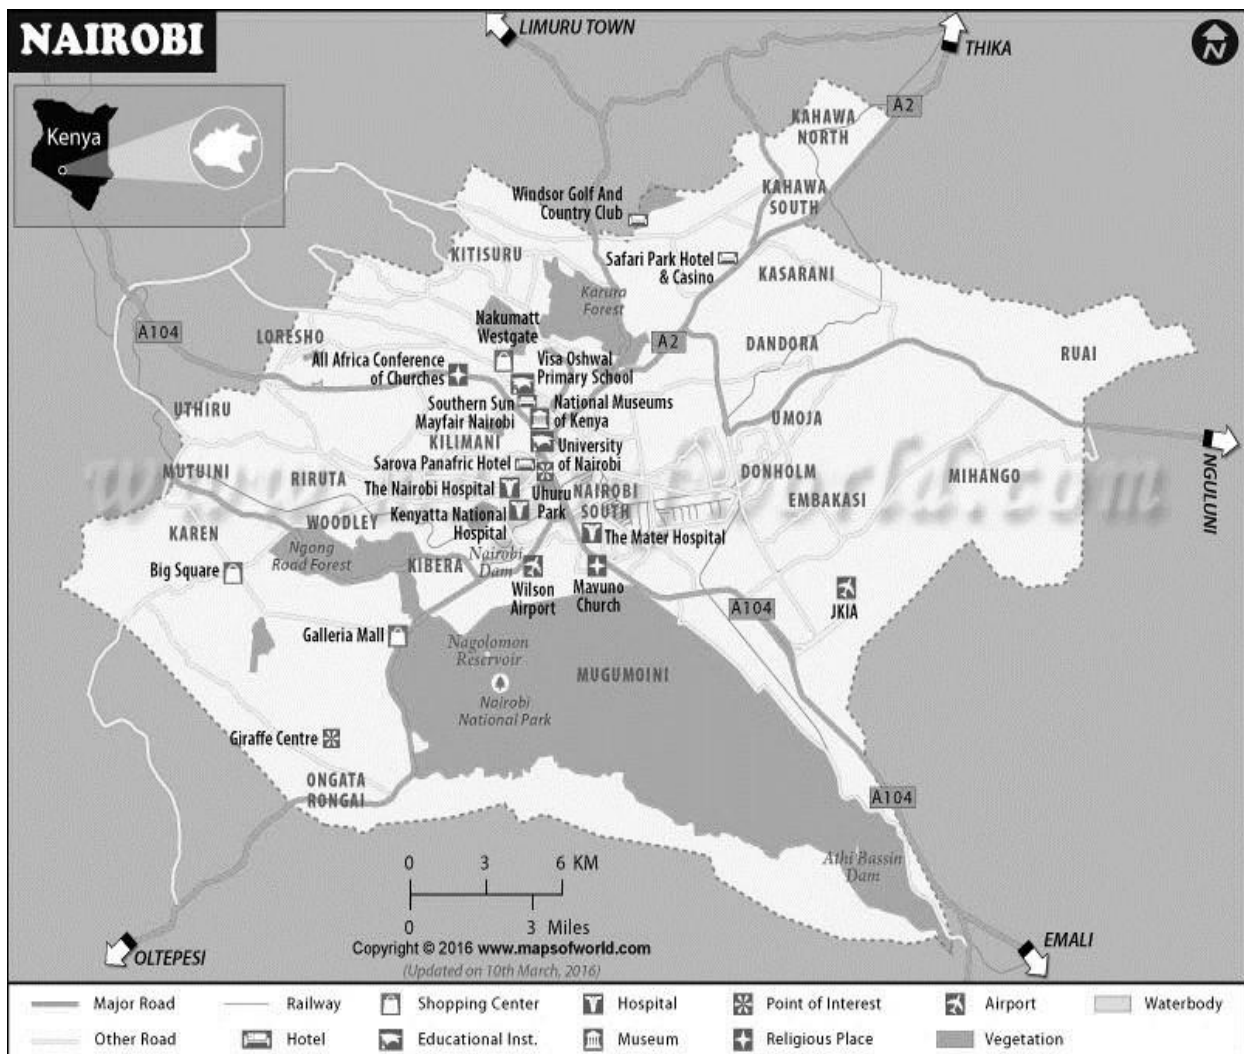 NAIROBI
LIMURU TOWN
THIKA
N
Kenya
A2
KAHAWA
NORTH
KAHAWA
SOUTH
Windsor Golf And
Country Club
KITISURU
Safari Park Hotel
& Casino
KASARANI
Karura
Forest
A104
LORESHO
Nakumatt
Westgate
A2
DANDORA
RUAI
All Africa Conference
of Churches
Visa Oshwal
Primary School
UTHIRU
Southern Sun
Mayfair Nairobi
National Museums
of Kenya
UMOJA
KILIMANI
University
of Nairobi
NGULUNI
MUTUINI
RIRUTA
Sarova Panafric Hotel
DONHOLM
MIHANGO
The Nairobi Hospital
Uhuru
Park
NAIROBI
SOUTH
EMBAKASI
WOODLEY
Kenyatta National
Hospital
KAREN
The Mater Hospital
Ngong
Road Forest
KIBERA
Nairobi
Dam
Big Square
Wilson
Airport
Mavuno
Church
A104
JKIA
Galleria Mall
Nagolomon
Reservoir
MUGUMOINI
Nairobi
National Park
Giraffe Centre
ONGATA
RONGAI
A104
Athi Bassin
Dam
0 3 6 KM
0 3 Miles
Copyright © 2016 www.mapsofworld.com
(Updated on 10th March, 2016)
OLTEPESI
EMALI
Major Road Railway Shopping Center Hospital Point of Interest Airport Waterbody
Other Road Hotel Educational Inst. Museum Religious Place Vegetation